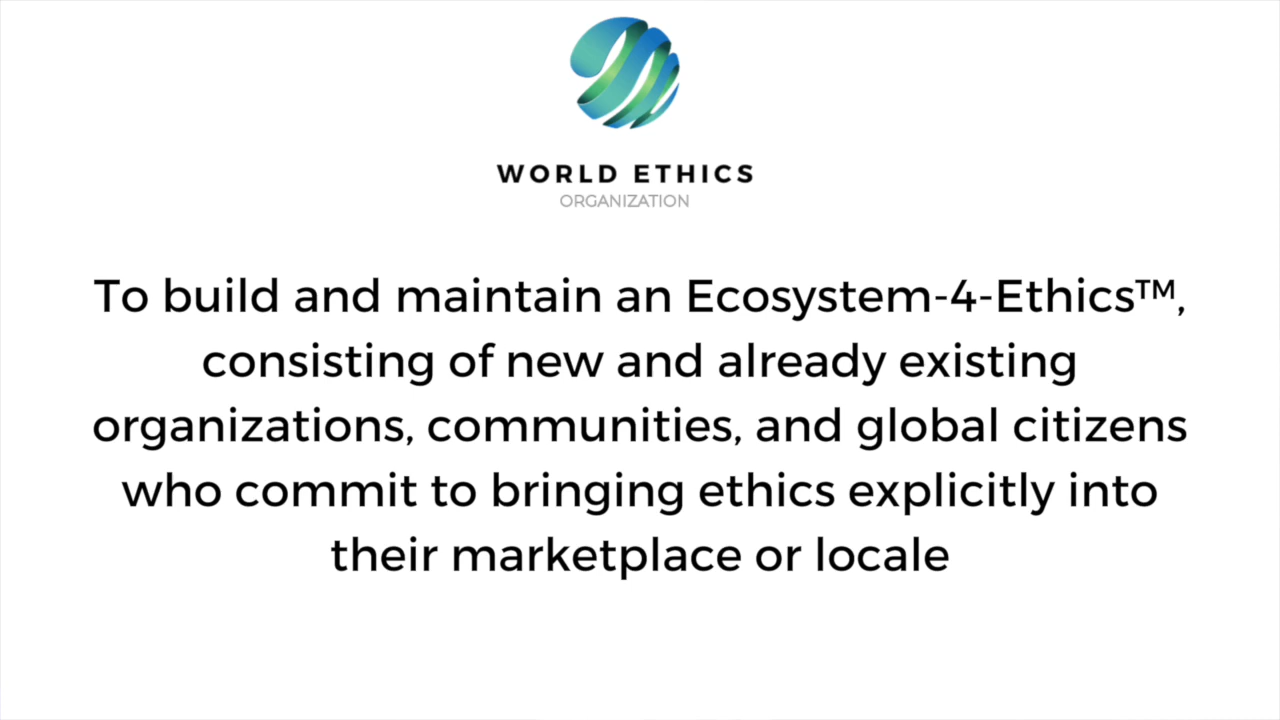 WORLD ETHICS
ORGANIZATION
To build and maintain an Ecosystem-4-Ethics™,
consisting of new and already existing
organizations, communities, and global citizens
who commit to bringing ethics explicitly into
their marketplace or locale